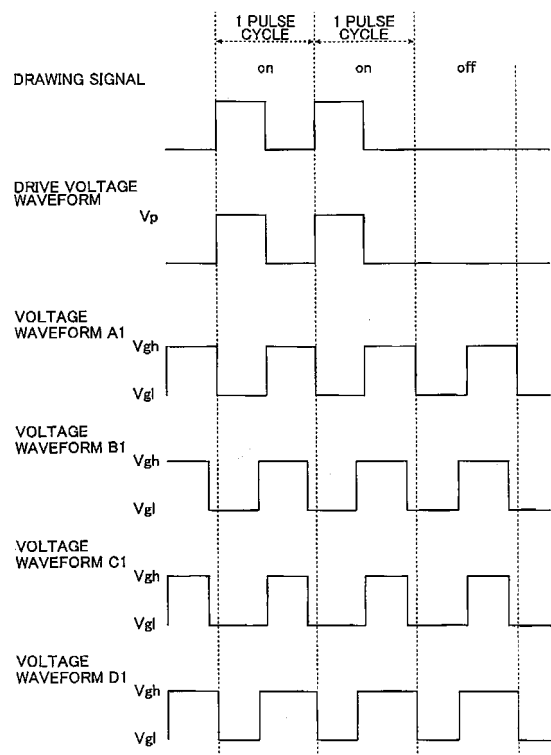 1 PULSE
CYCLE
1 PULSE
CYCLE
on
on
off
DRAWING SIGNAL
DRIVE VOLTAGE
WAVEFORM
Vp
VOLTAGE
WAVEFORM A1
Vgh
Vgl
VOLTAGE
WAVEFORM B1
Vgh
Vgl
VOLTAGE
WAVEFORM C1
Vgh
Vgl
VOLTAGE
WAVEFORM D1
Vgh
Vgl